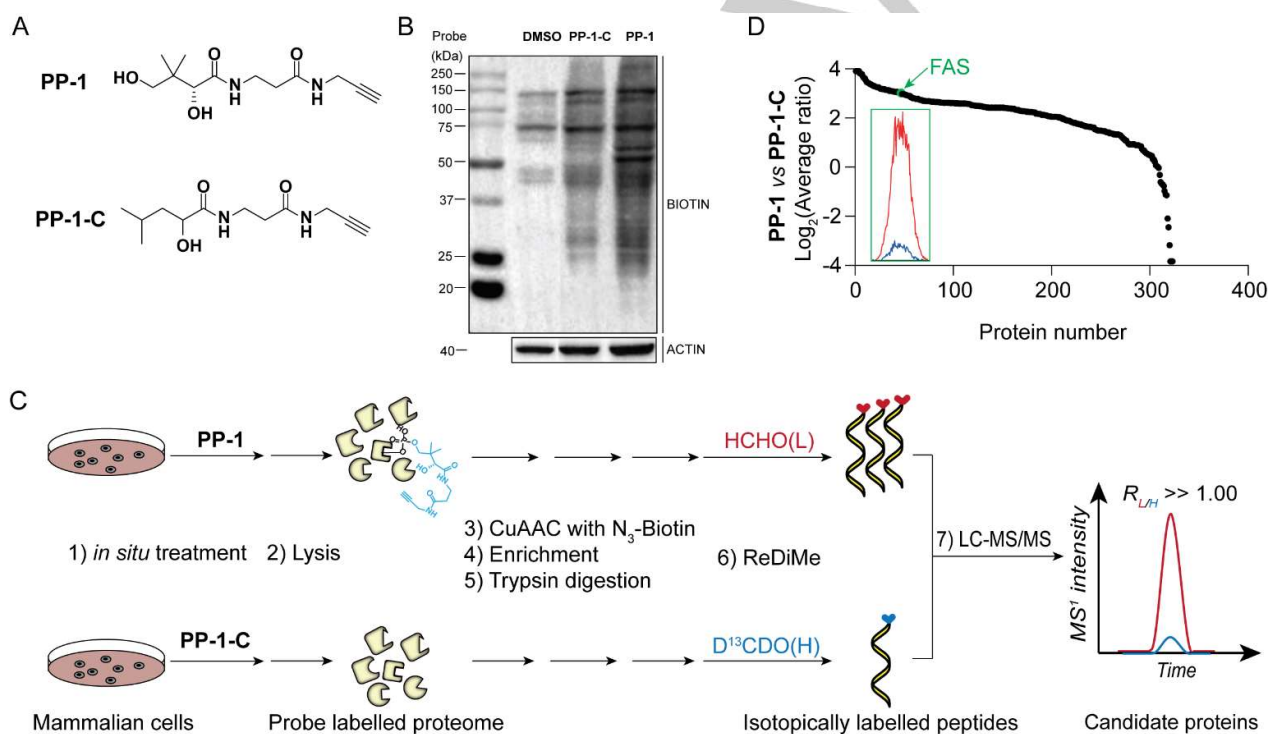 A
PP-1
HO
O
N
H
OH
O
H
N
PP-1-C
O
N
H
OH
O
H
N
B
Probe DMSO PP-1-C PP-1
(kDa)
250
150
100
75
50
37
25
20
BIOTIN
40
ACTIN
D
PP-1 vs PP-1-C
Log2(Average ratio)
4
2
0
-2
-4
FAS
0 100 200 300 400
Protein number
C
PP-1
HCHO(L)
1) in situ treatment 2) Lysis
3) CuAAC with N3-Biotin
4) Enrichment
5) Trypsin digestion
6) ReDiMe
7) LC-MS/MS
RL/H >> 1.00
MS1 intensity
Time
PP-1-C
D13CDO(H)
Mammalian cells Probe labelled proteome Isotopically labelled peptides Candidate proteins